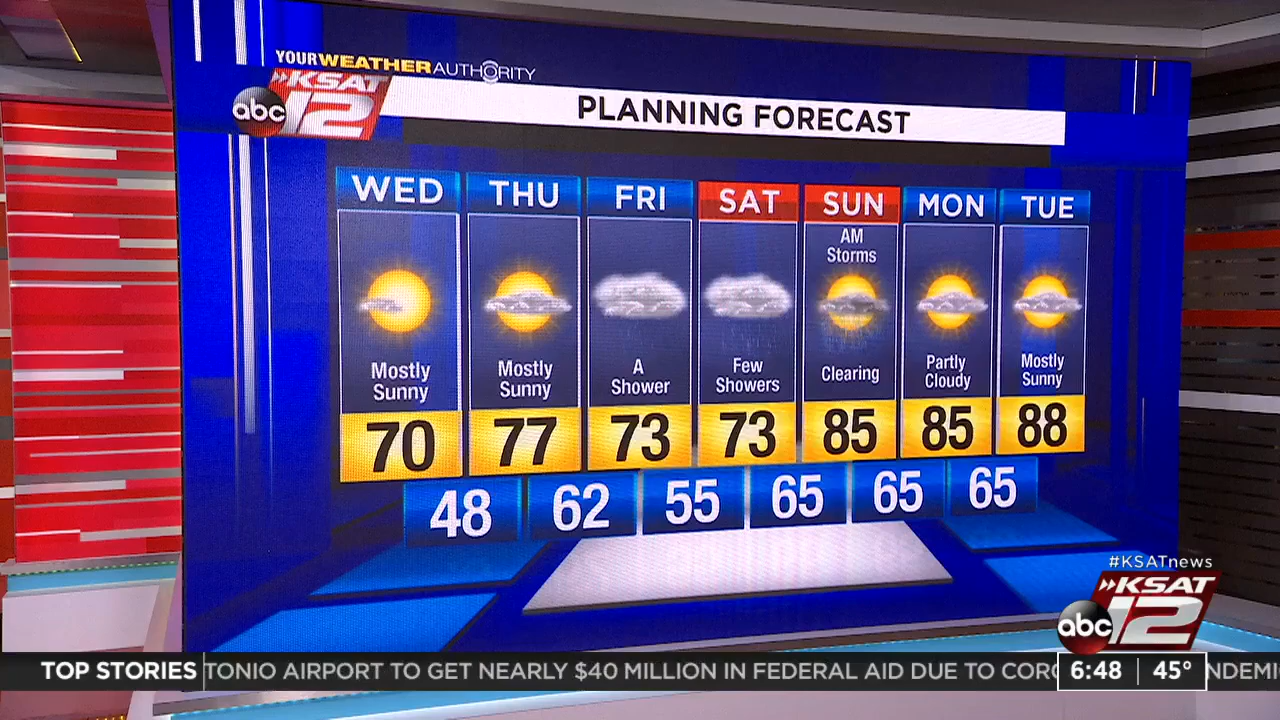 YOUR WEATHER AUTHORITY
KSAT
abc 12
PLANNING FORECAST
WED THU FRI SAT SUN MON TUE
AM
Storms
Mostly
Sunny
Mostly
Sunny
A
Shower
Few
Showers
Clearing
Partly
Cloudy
Mostly
Sunny
70 77 73 73 85 85 88
48 62 55 65 65 65
#KSATnews
KSAT
abc 12
TOP STORIES TONIO AIRPORT TO GET NEARLY $40 MILLION IN FEDERAL AID DUE TO CORO 6:48 45° NDEMI